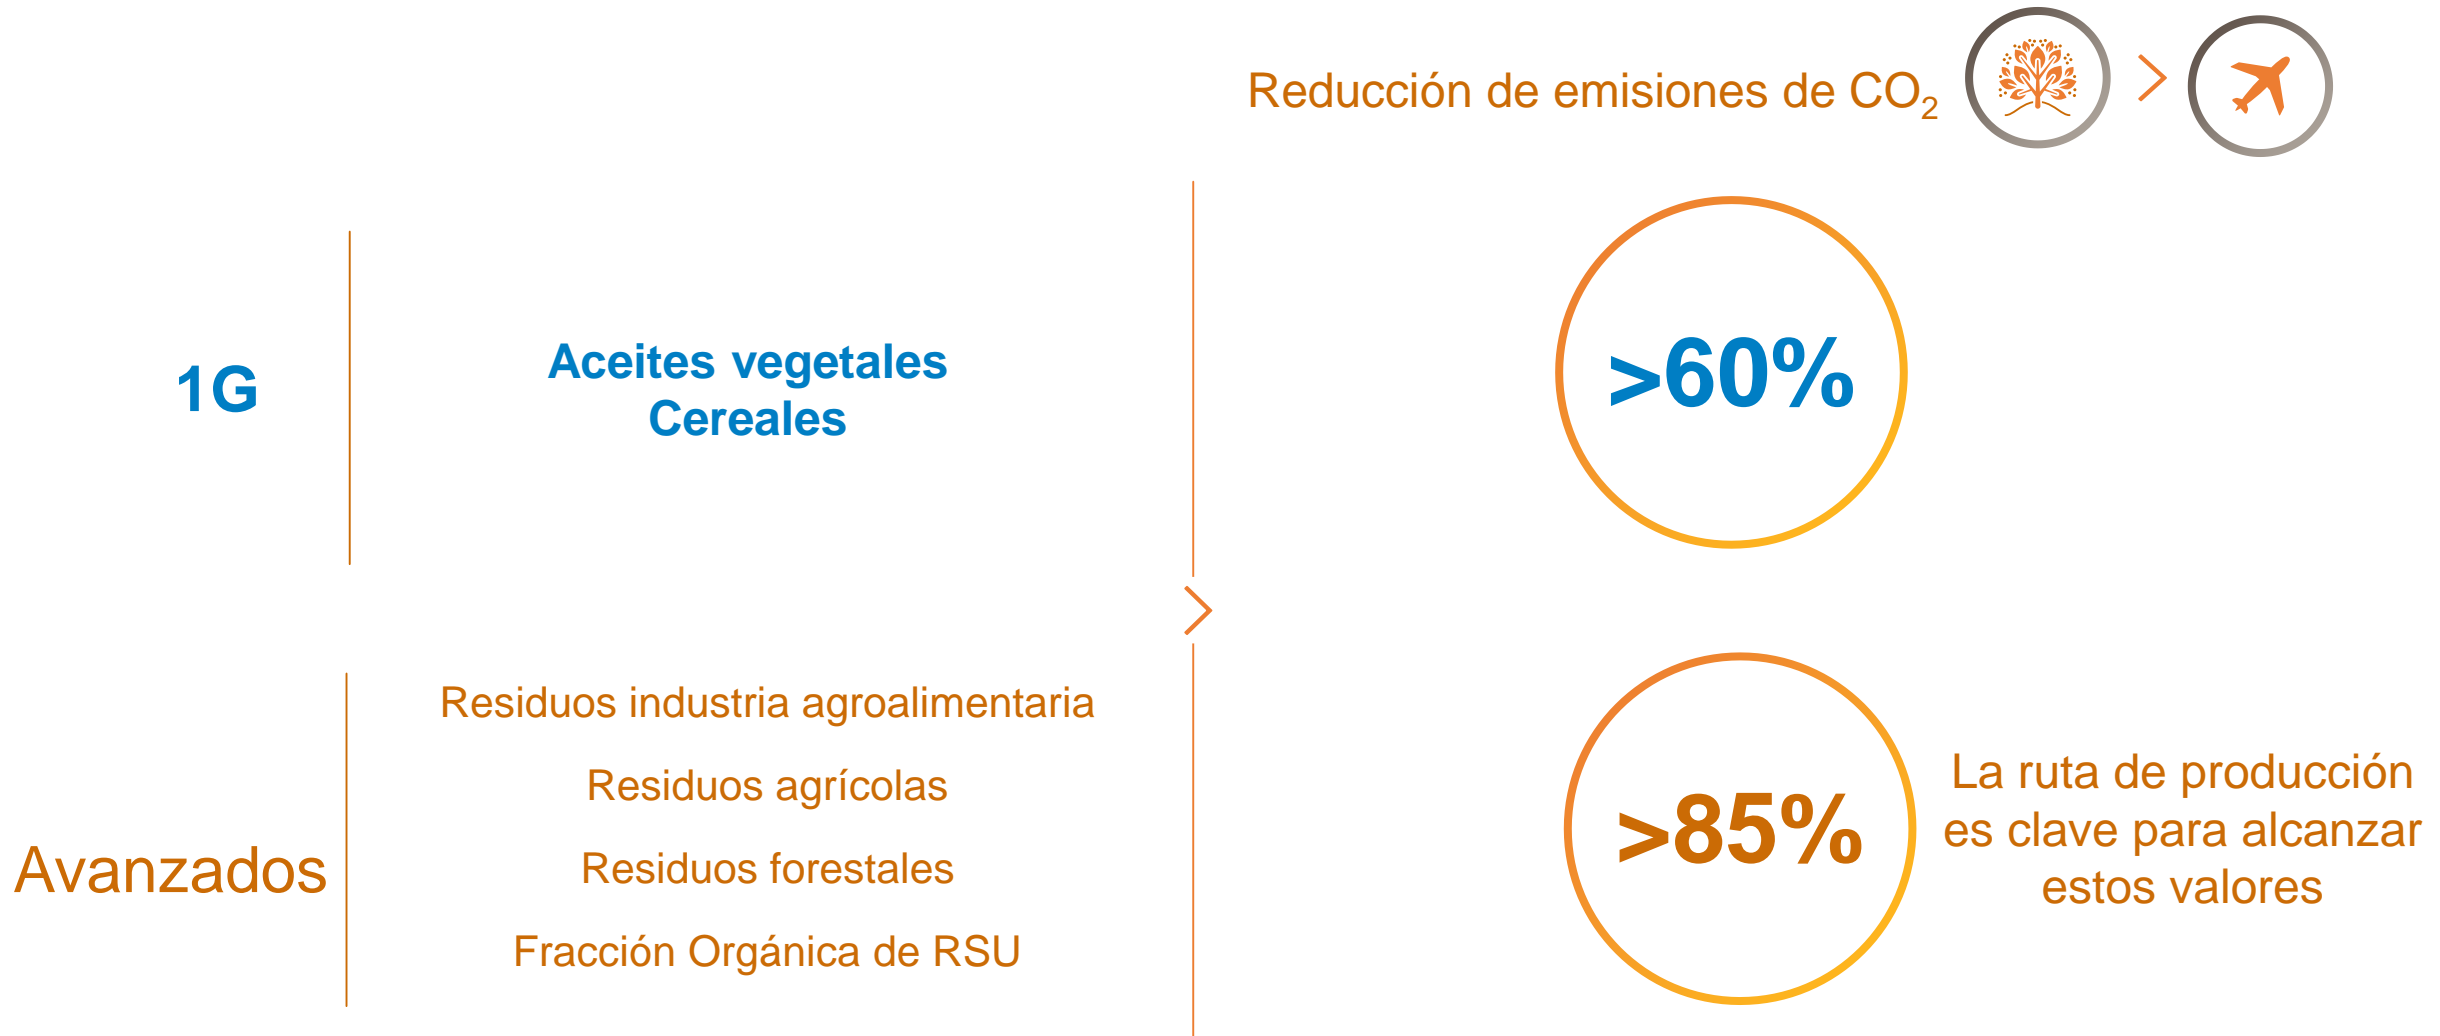 Reducción de emisiones de CO₂
1G
Aceites vegetales
Cereales
>60%
Avanzados
Residuos industria agroalimentaria
Residuos agrícolas
Residuos forestales
Fracción Orgánica de RSU
>85%
La ruta de producción
es clave para alcanzar
estos valores